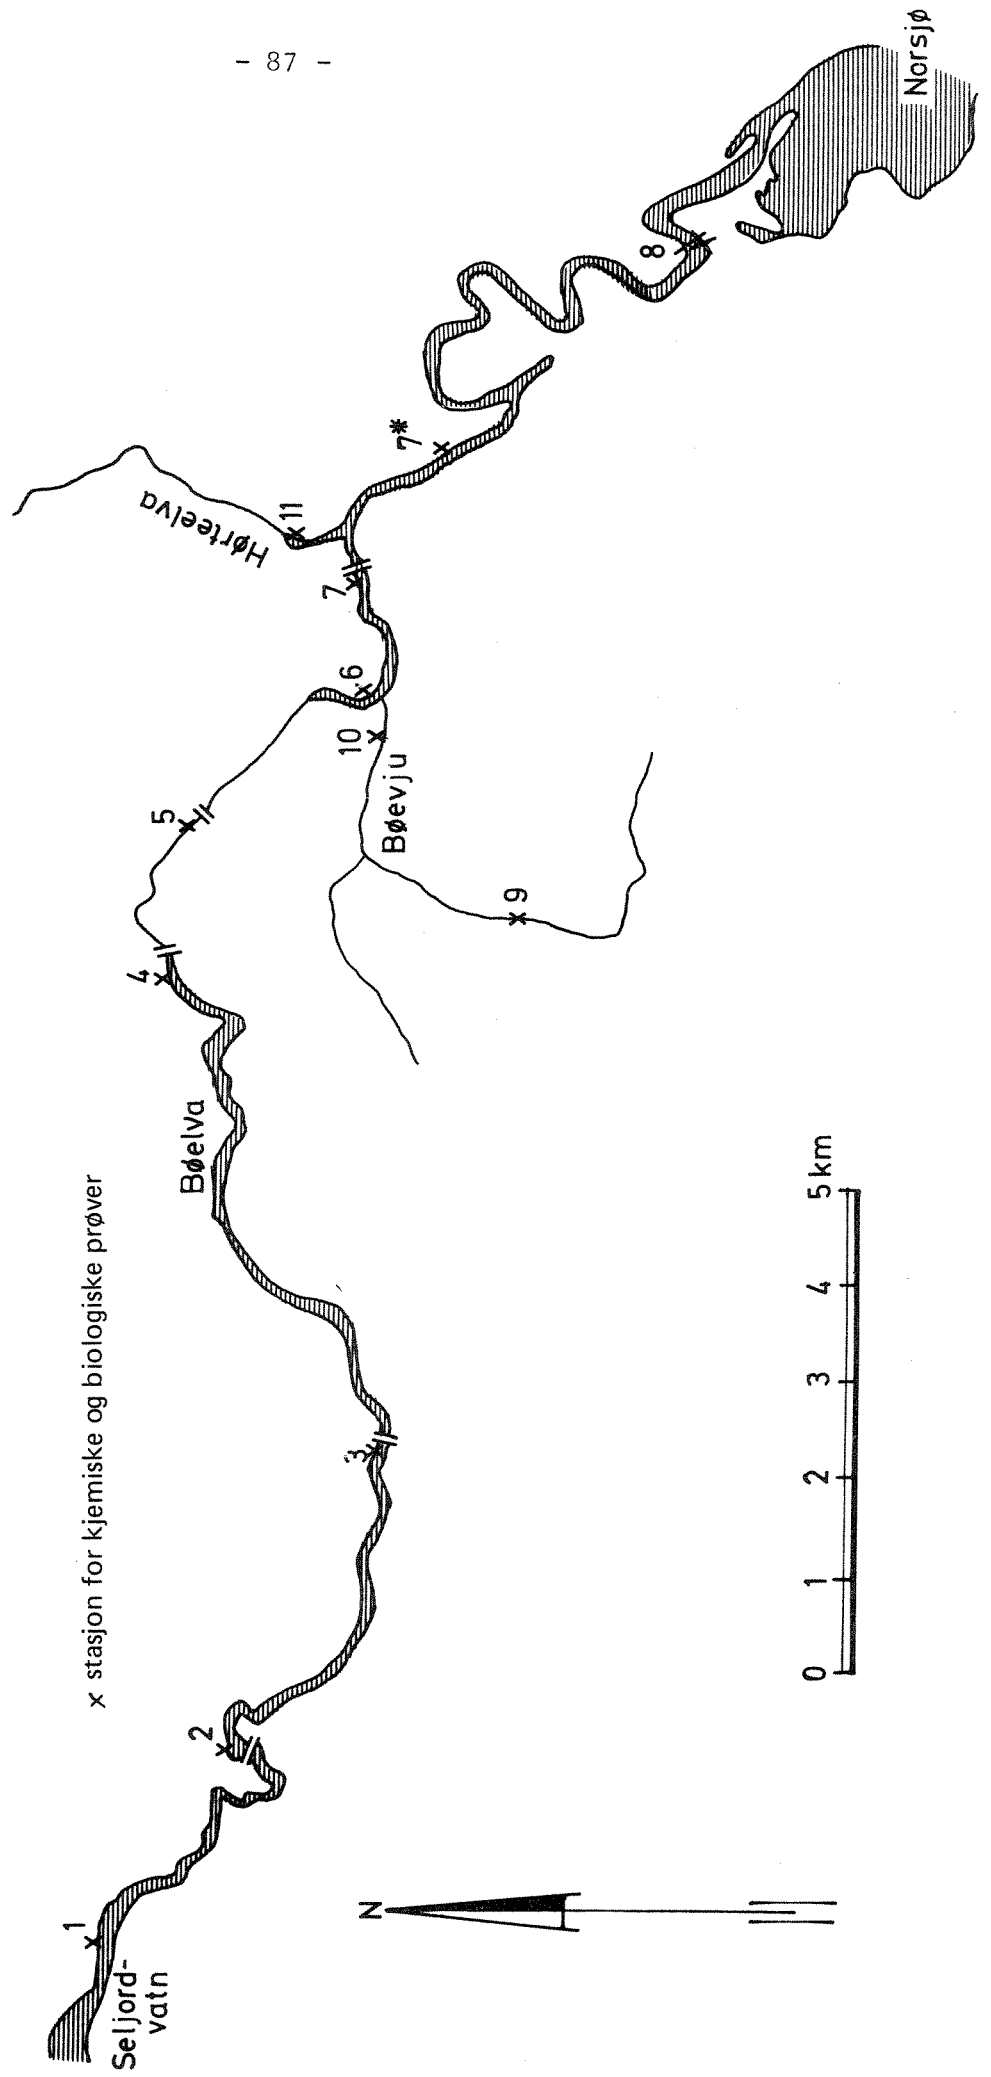 - 87 -
x stasjon for kjemiske og biologiske prøver
Seljord-
vatn
1
2
3
Bøelva
4
5
6
7
7*
8
9
10
11
Bøevju
Hørteelva
Norsjø
N
0 1 2 3 4 5 km